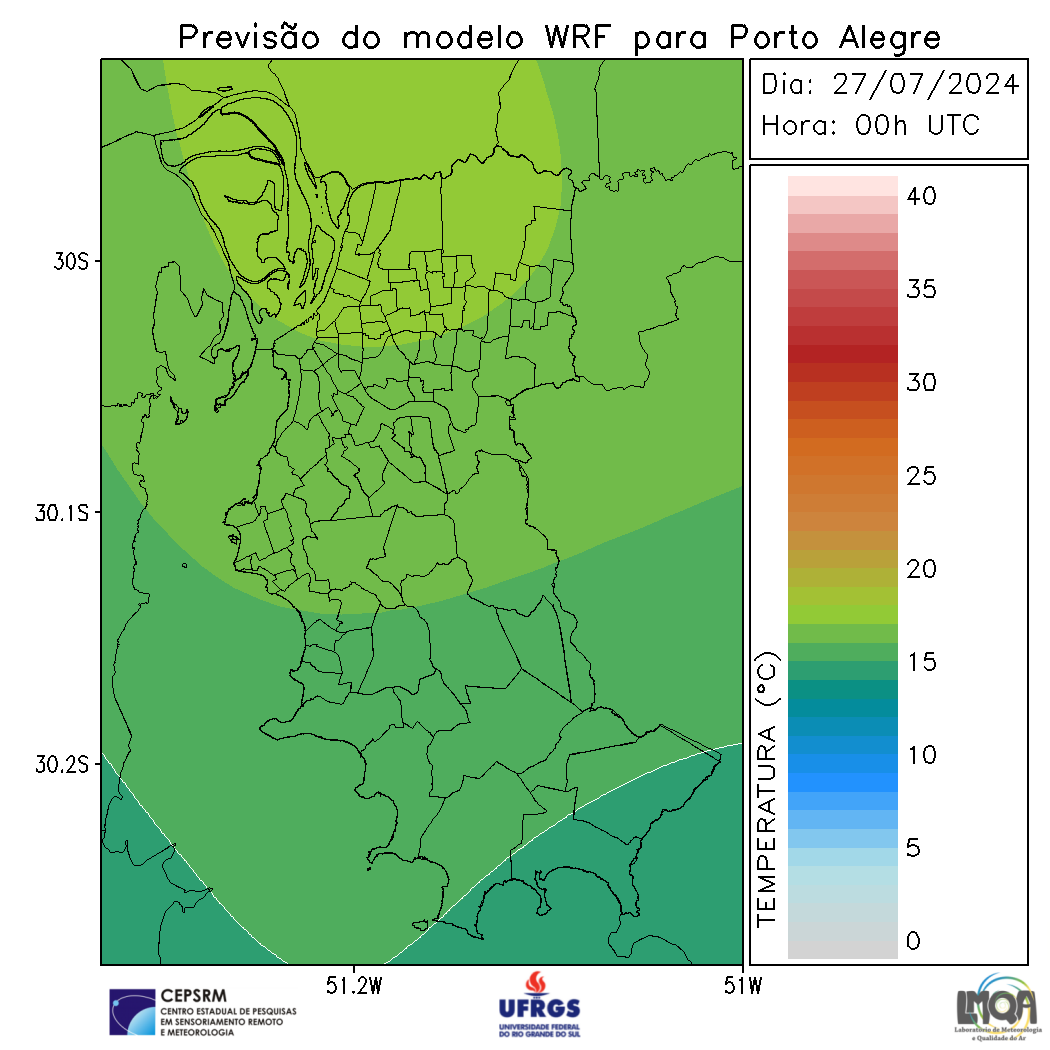 Previsão do modelo WRF para Porto Alegre
Dia: 27/07/2024
Hora: 00h UTC
40
35
30
25
20
15
10
5
0
TEMPERATURA (°C)
30S
30.1S
30.2S
51.2W
51W
CEPSRM
CENTRO ESTADUAL DE PESQUISAS
EM SENSORIAMENTO REMOTO
E METEOROLOGIA
UFRGS
UNIVERSIDADE FEDERAL
DO RIO GRANDE DO SUL
LMQA
Laboratório de Meteorologia
e Qualidade do Ar